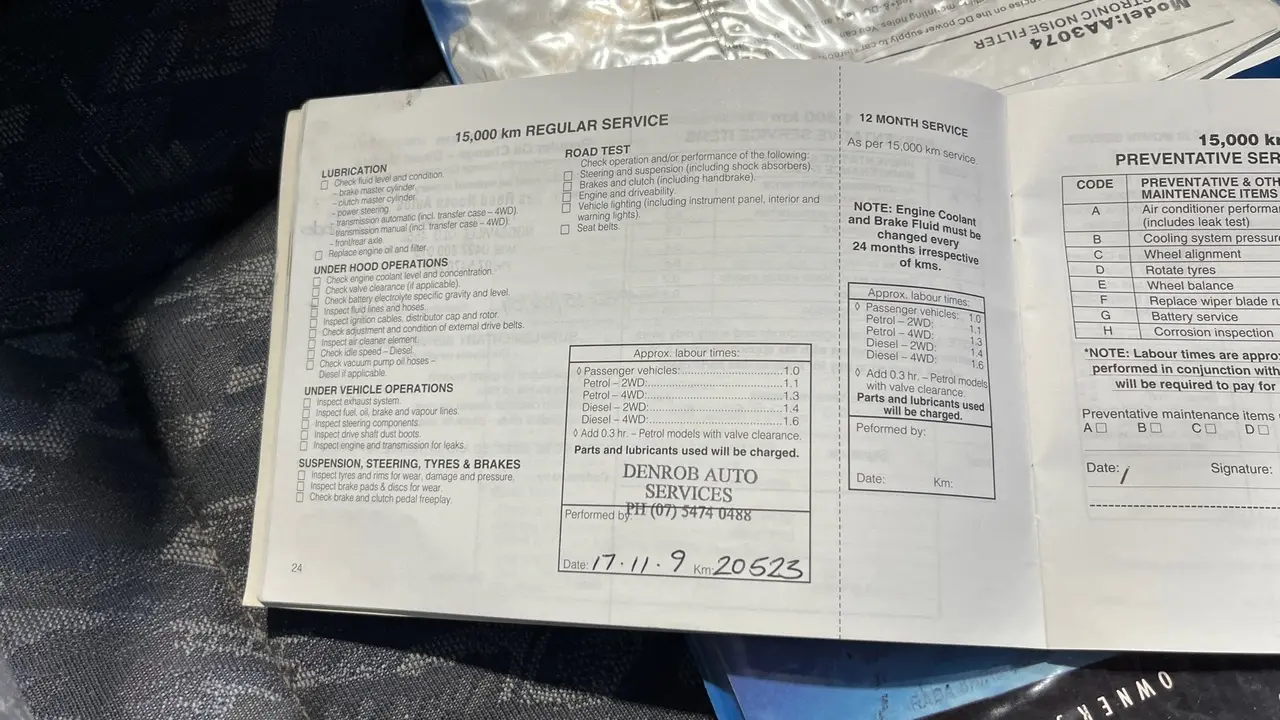 Model:AA3074
ELECTRONIC NOISE FILTER
15,000 km REGULAR SERVICE
LUBRICATION
Check fluid level and condition.
– brake master cylinder.
– clutch master cylinder.
– power steering
– transmission automatic (incl. transfer case – 4WD).
– transmission manual (incl. transfer case – 4WD).
– front/rear axle.
Replace engine oil and filter.
UNDER HOOD OPERATIONS
Check engine coolant level and concentration.
Check valve clearance (if applicable).
Check battery electrolyte specific gravity and level.
Inspect fluid lines and hoses.
Inspect ignition cables, distributor cap and rotor.
Check adjustment and condition of external drive belts.
Inspect air cleaner element.
Check idle speed – Diesel.
Check vacuum pump oil hoses –
Diesel if applicable.
UNDER VEHICLE OPERATIONS
Inspect exhaust system.
Inspect fuel, oil, brake and vapour lines.
Inspect steering components.
Inspect drive shaft dust boots.
Inspect engine and transmission for leaks.
SUSPENSION, STEERING, TYRES & BRAKES
Inspect tyres and rims for wear, damage and pressure.
Inspect brake pads & discs for wear.
Check brake and clutch pedal freeplay.
24
ROAD TEST
Check operation and/or performance of the following:
Steering and suspension (including shock absorbers).
Brakes and clutch (including handbrake).
Engine and driveability.
Vehicle lighting (including instrument panel, interior and
warning lights).
Seat belts.
Approx. labour times:
◊ Passenger vehicles:..........1.0
Petrol – 2WD:..........1.1
Petrol – 4WD:..........1.3
Diesel – 2WD:..........1.4
Diesel – 4WD:..........1.6
◊ Add 0.3 hr. – Petrol models with valve clearance.
Parts and lubricants used will be charged.
DENROB AUTO
SERVICES
PH (07) 5474 0488
Performed by:
Date: 17.11.9 Km: 20523
12 MONTH SERVICE
As per 15,000 km service.
NOTE: Engine Coolant
and Brake Fluid must be
changed every
24 months irrespective
of kms.
Approx. labour times:
◊ Passenger vehicles: 1.0
Petrol – 2WD: 1.1
Petrol – 4WD: 1.3
Diesel – 2WD: 1.4
Diesel – 4WD: 1.6
◊ Add 0.3 hr. – Petrol models
with valve clearance.
Parts and lubricants used
will be charged.
Peformed by:
Date: Km:
15,000 k
PREVENTATIVE SER
CODE PREVENTATIVE & OTH
MAINTENANCE ITEMS
A Air conditioner performa
(includes leak test)
B Cooling system pressur
C Wheel alignment
D Rotate tyres
E Wheel balance
F Replace wiper blade r
G Battery service
H Corrosion inspection
*NOTE: Labour times are appro
performed in conjunction with
will be required to pay for
Preventative maintenance items
A B C D
Date: / Signature:
OWNER'S